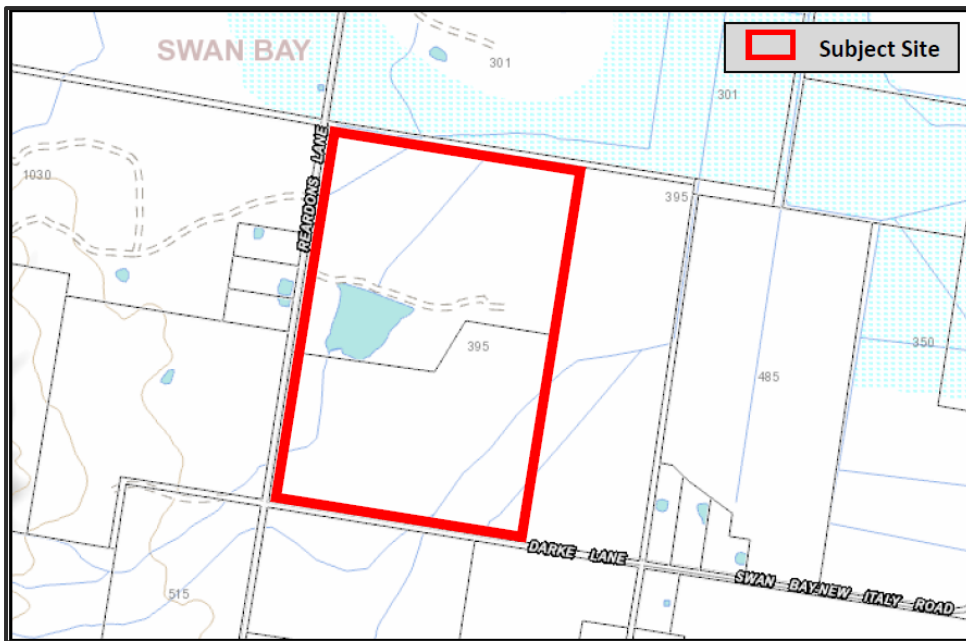 SWAN BAY
Subject Site
301
301
1030
REARDONS LANE
395
395
350
485
DARKE LANE
SWAN BAY-NEW ITALY ROAD
515